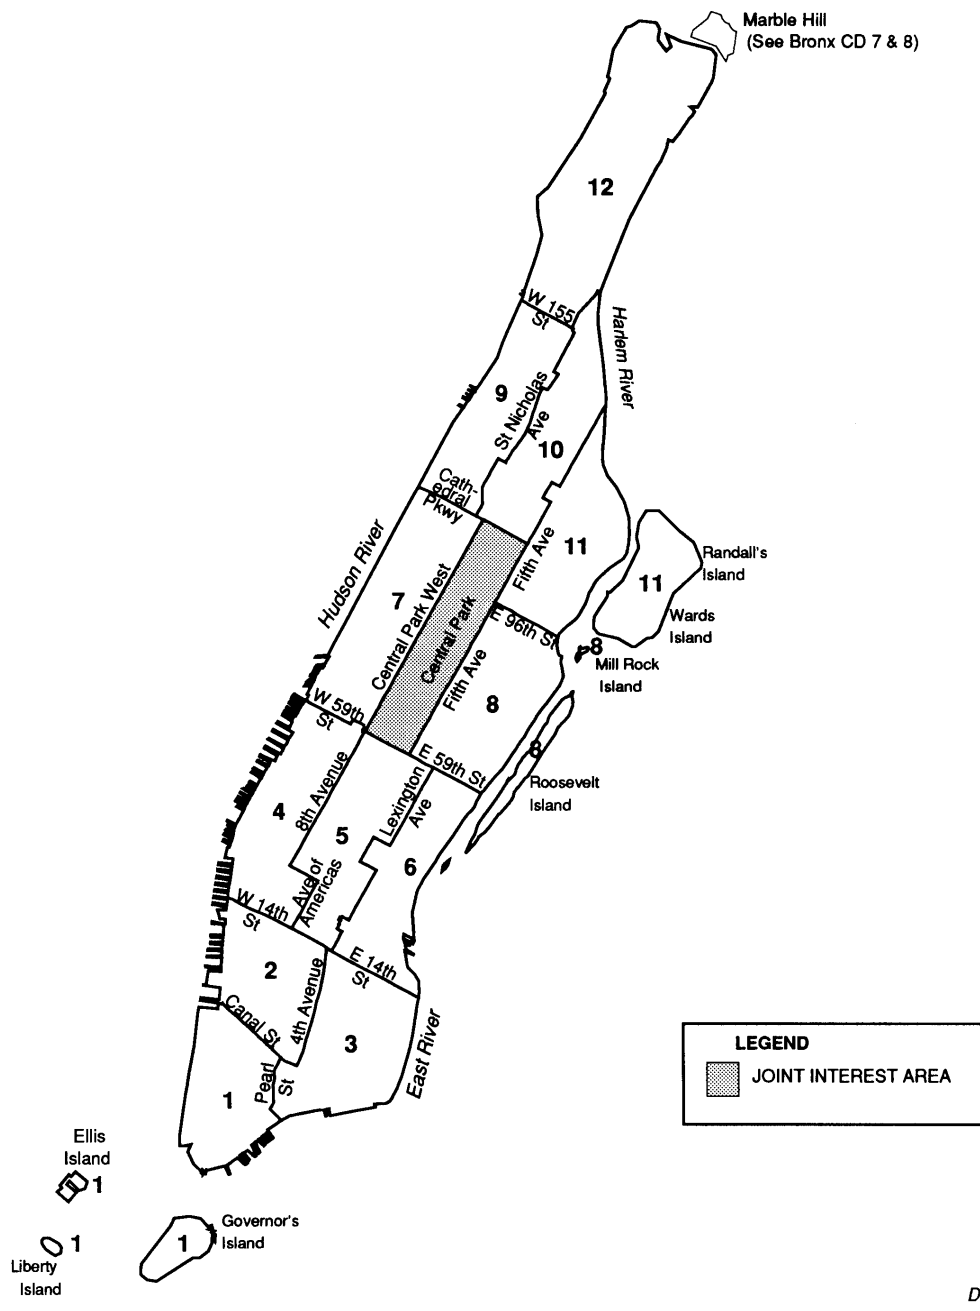 Marble Hill
(See Bronx CD 7 & 8)
12
W 155
St
Harlem River
9
St Nicholas
Ave
10
Cath-
edral
Pkwy
Hudson River
11
Fifth Ave
Randall's
Island
11
Wards
Island
7
Central Park West
Central Park
E 96th St
8
Mill Rock
Island
Fifth Ave
8
W 59th
St
E 59th St
8
Roosevelt
Island
8th Avenue
Lexington
Ave
4
5
6
Ave of
Americas
W 14th
St
E 14th
St
2
4th Avenue
Canal St
3
East River
Pearl
St
1
LEGEND
JOINT INTEREST AREA
Ellis
Island
1
Governor's
Island
1
1
Liberty
Island
D